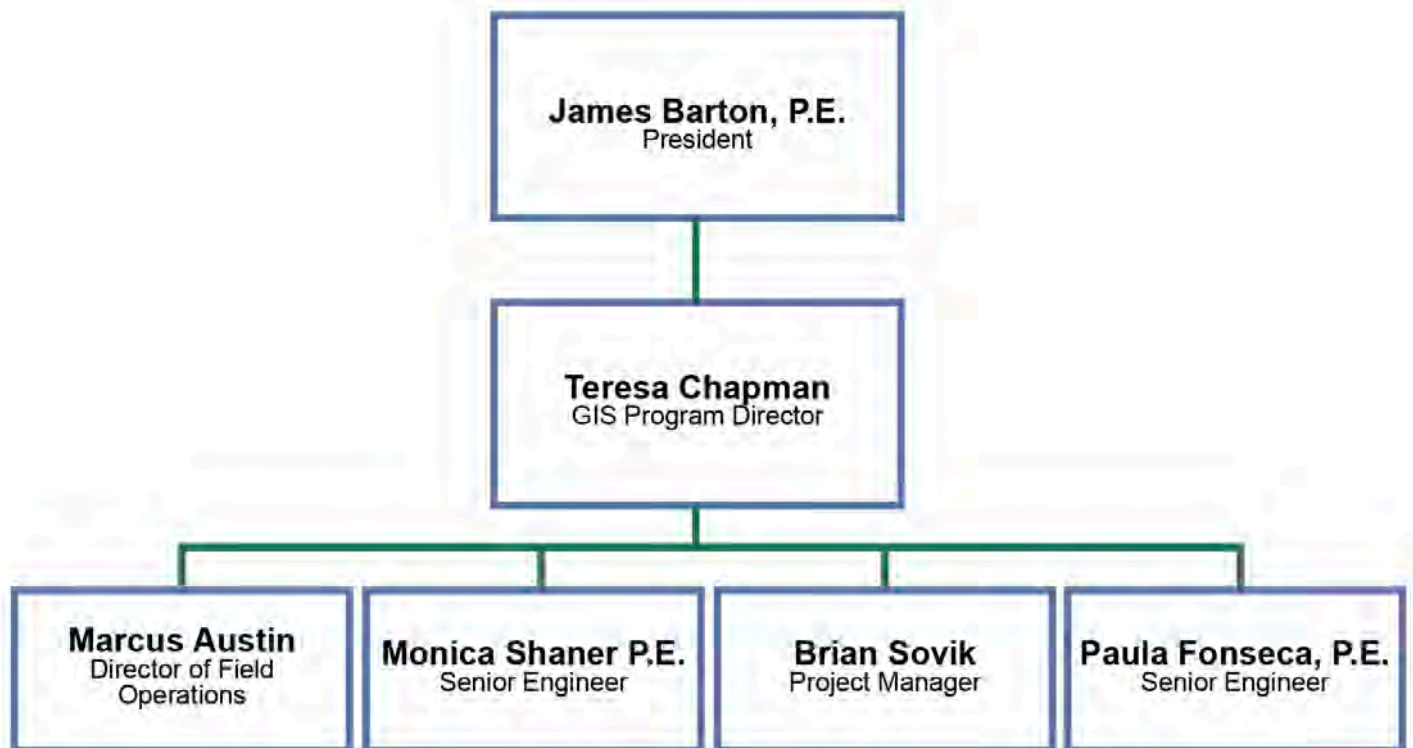 James Barton, P.E.
President
Teresa Chapman
GIS Program Director
Marcus Austin
Director of Field
Operations
Monica Shaner P.E.
Senior Engineer
Brian Sovik
Project Manager
Paula Fonseca, P.E.
Senior Engineer